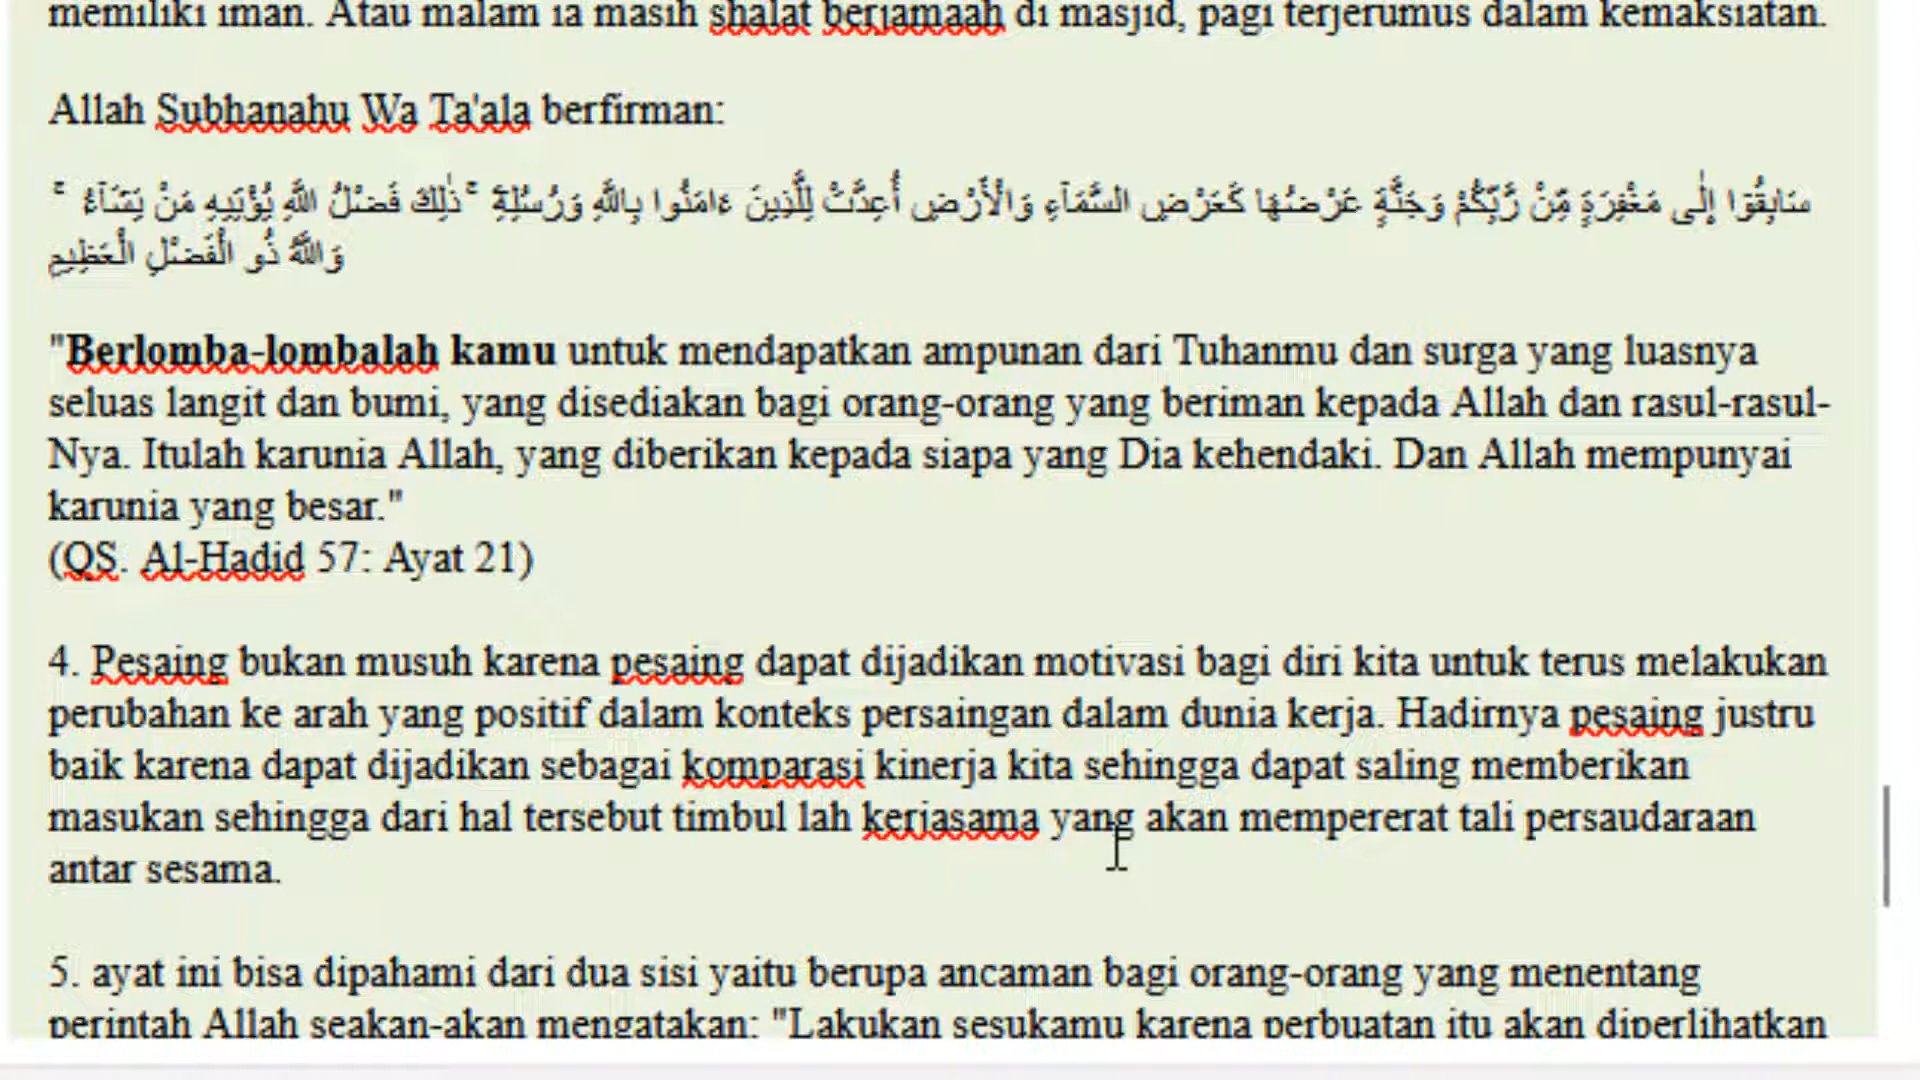 memiliki iman. Atau malam ia masih shalat berjamaah di masjid, pagi terjerumus dalam kemaksiatan.
Allah Subhanahu Wa Ta'ala berfirman:
سَابِقُوْٓا إِلٰى مَغْفِرَةٍ مِّنْ رَّبِّكُمْ وَجَنَّةٍ عَرْضُهَا كَعَرْضِ السَّمَآءِ وَالْأَرْضِ أُعِدَّتْ لِلَّذِينَ ءَامَنُوا بِاللَّهِ وَرُسُلِهِۦ ۚ ذٰلِكَ فَضْلُ اللَّهِ يُؤْتِيهِ مَنْ يَشَآءُ ۚ
وَاللَّهُ ذُو الْفَضْلِ الْعَظِيمِ
"Berlomba-lombalah kamu untuk mendapatkan ampunan dari Tuhanmu dan surga yang luasnya
seluas langit dan bumi, yang disediakan bagi orang-orang yang beriman kepada Allah dan rasul-rasul-
Nya. Itulah karunia Allah, yang diberikan kepada siapa yang Dia kehendaki. Dan Allah mempunyai
karunia yang besar."
(QS. Al-Hadid 57: Ayat 21)
4. Pesaing bukan musuh karena pesaing dapat dijadikan motivasi bagi diri kita untuk terus melakukan
perubahan ke arah yang positif dalam konteks persaingan dalam dunia kerja. Hadirnya pesaing justru
baik karena dapat dijadikan sebagai komparasi kinerja kita sehingga dapat saling memberikan
masukan sehingga dari hal tersebut timbul lah kerjasama yang akan mempererat tali persaudaraan
antar sesama.
5. ayat ini bisa dipahami dari dua sisi yaitu berupa ancaman bagi orang-orang yang menentang
perintah Allah seakan-akan mengatakan: "Lakukan sesukamu karena perbuatan itu akan diperlihatkan